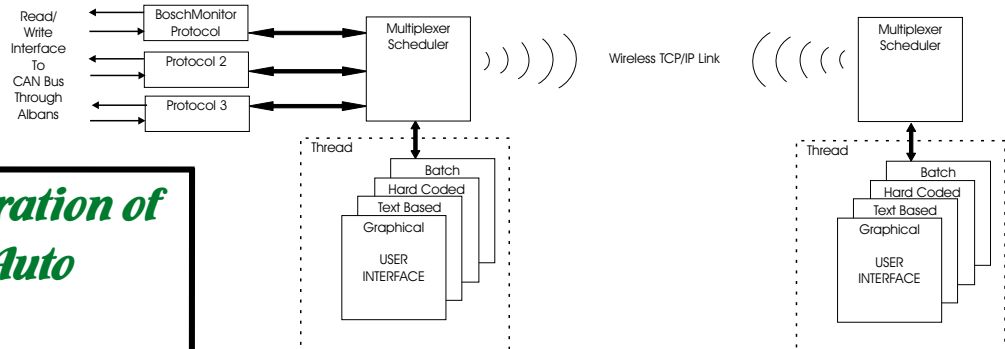 Read/
Write
Interface
To
CAN Bus
Through
Albans
BoschMonitor
Protocol
Protocol 2
Protocol 3
Multiplexer
Scheduler
Wireless TCP/IP Link
Multiplexer
Scheduler
Thread
Batch
Hard Coded
Text Based
Graphical
USER
INTERFACE
Thread
Batch
Hard Coded
Text Based
Graphical
USER
INTERFACE
ration of
Auto